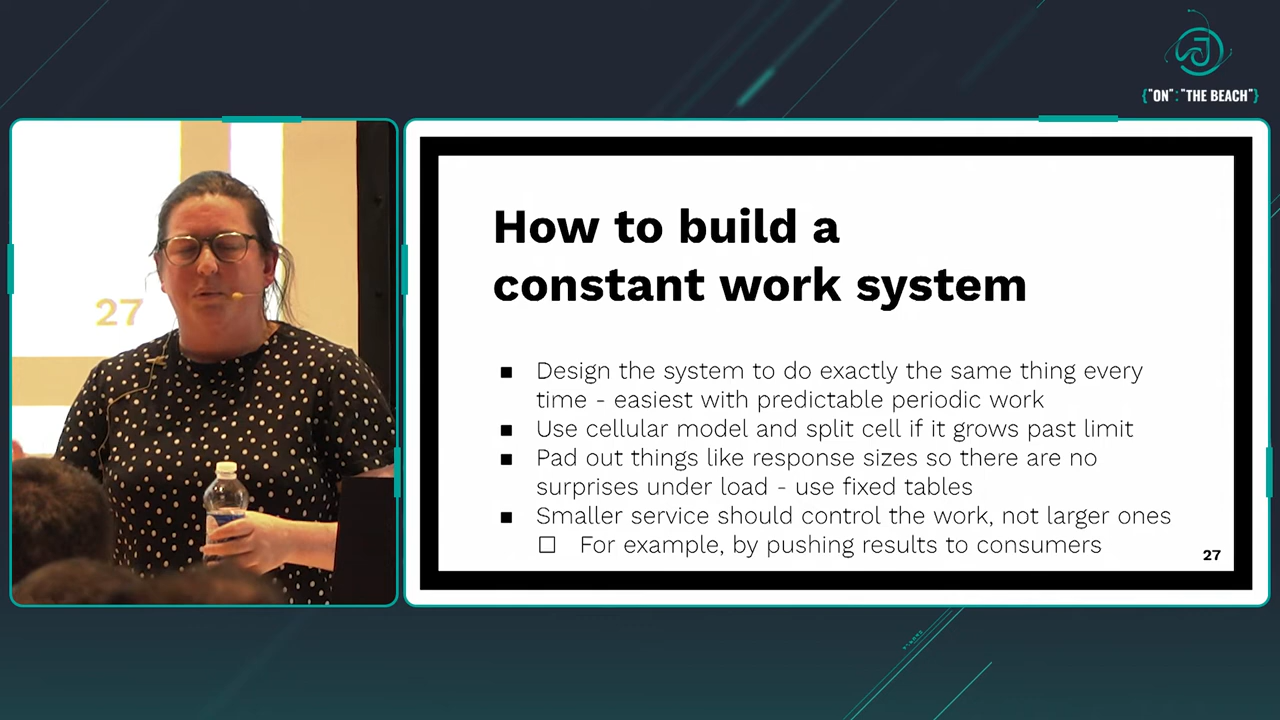 {"ON":"THE BEACH"}
27
How to build a
constant work system
■ Design the system to do exactly the same thing every
time - easiest with predictable periodic work
■ Use cellular model and split cell if it grows past limit
■ Pad out things like response sizes so there are no
surprises under load - use fixed tables
■ Smaller service should control the work, not larger ones
□ For example, by pushing results to consumers
27